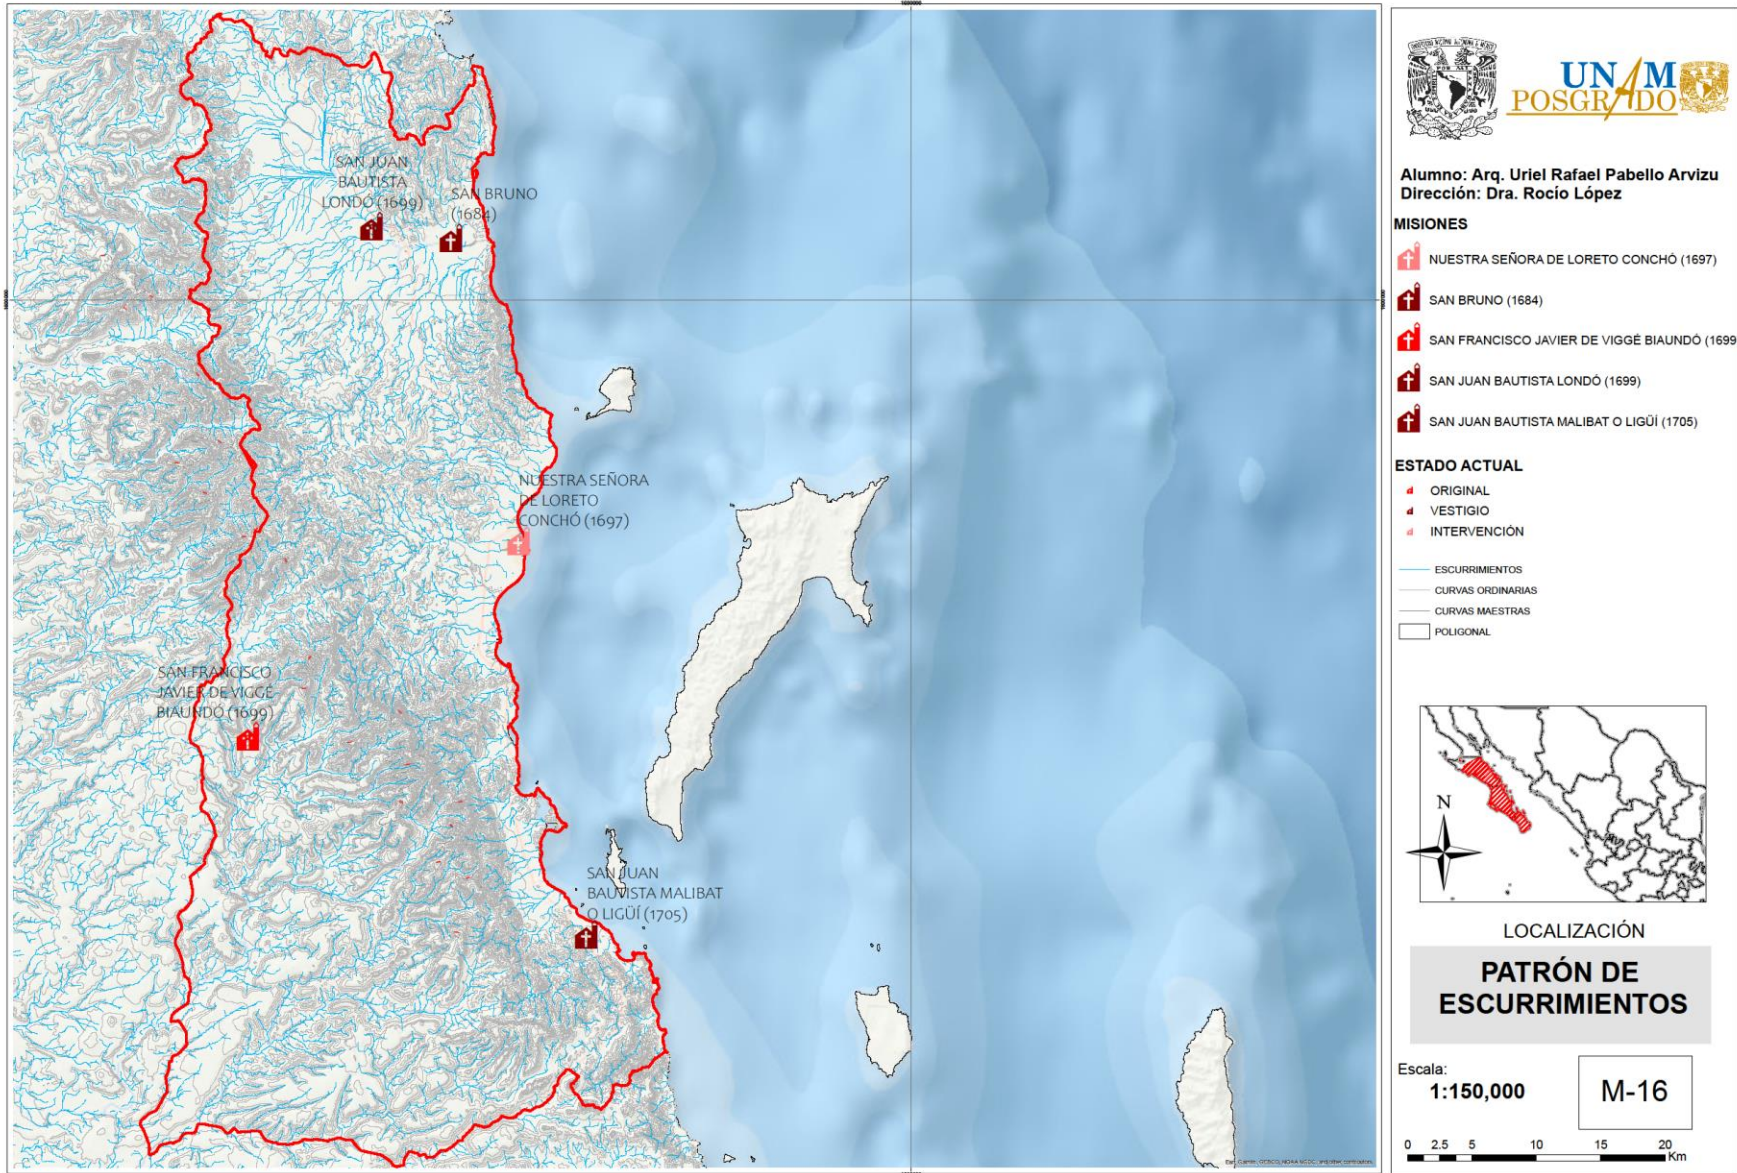 SAN JUAN
BAUTISTA
LONDÓ (1699)
SAN BRUNO
(1684)
NUESTRA SEÑORA
DE LORETO
CONCHÓ (1697)
SAN FRANCISCO
JAVIER DE VIGGÉ
BIAUNDÓ (1699)
SAN JUAN
BAUTISTA MALIBAT
O LIGÜÍ (1705)
UNAM
POSGRADO
Alumno: Arq. Uriel Rafael Pabello Arvizu
Dirección: Dra. Rocío López
MISIONES
NUESTRA SEÑORA DE LORETO CONCHÓ (1697)
SAN BRUNO (1684)
SAN FRANCISCO JAVIER DE VIGGÉ BIAUNDÓ (1699
SAN JUAN BAUTISTA LONDÓ (1699)
SAN JUAN BAUTISTA MALIBAT O LIGÜÍ (1705)
ESTADO ACTUAL
ORIGINAL
VESTIGIO
INTERVENCIÓN
ESCURRIMIENTOS
CURVAS ORDINARIAS
CURVAS MAESTRAS
POLIGONAL
N
LOCALIZACIÓN
PATRÓN DE
ESCURRIMIENTOS
Escala:
1:150,000
M-16
0 2.5 5 10 15 20
Km